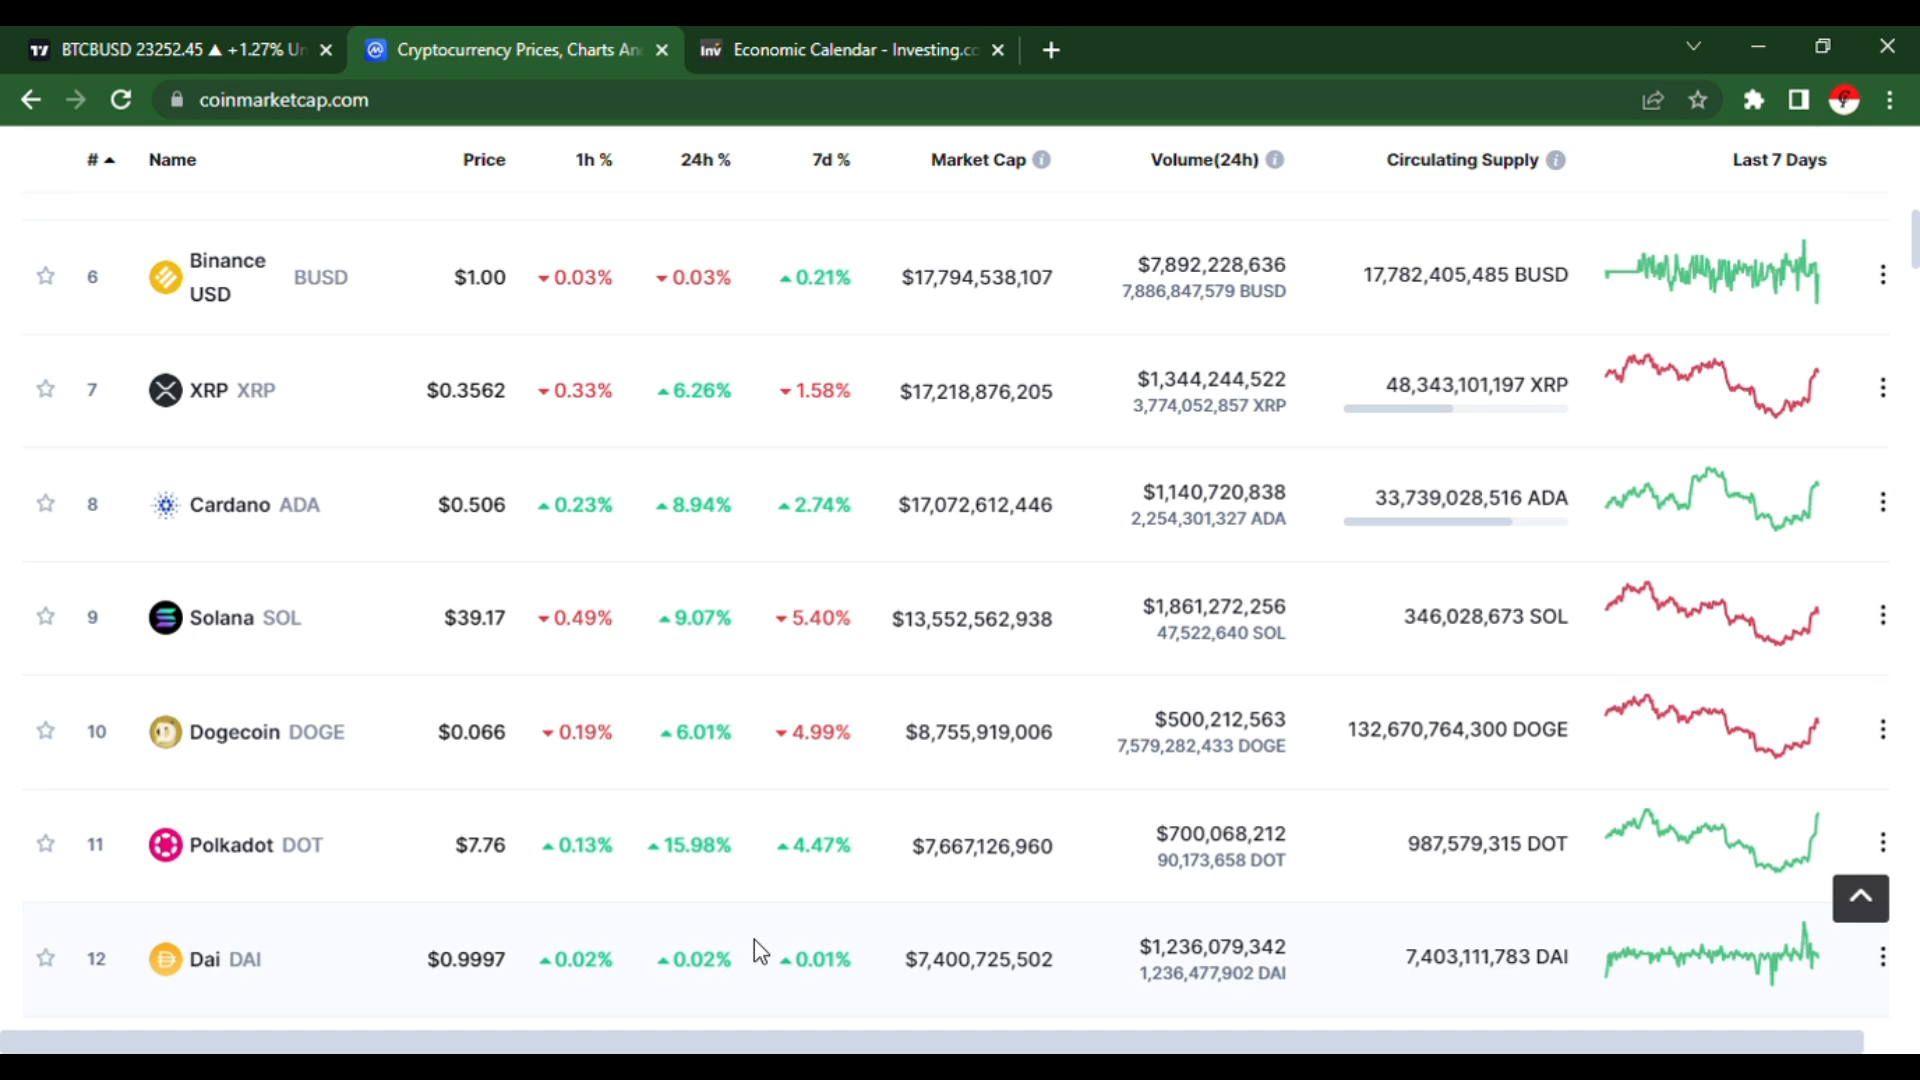 BTCBUSD 23252.45 ▲ +1.27% Un
Cryptocurrency Prices, Charts An
Inv Economic Calendar - Investing.co
coinmarketcap.com
# Name Price 1h % 24h % 7d % Market Cap Volume(24h) Circulating Supply Last 7 Days
6 Binance USD BUSD $1.00 0.03% 0.03% 0.21% $17,794,538,107 $7,892,228,636 17,782,405,485 BUSD
7,886,847,579 BUSD
7 XRP XRP $0.3562 0.33% 6.26% 1.58% $17,218,876,205 $1,344,244,522 48,343,101,197 XRP
3,774,052,857 XRP
8 Cardano ADA $0.506 0.23% 8.94% 2.74% $17,072,612,446 $1,140,720,838 33,739,028,516 ADA
2,254,301,327 ADA
9 Solana SOL $39.17 0.49% 9.07% 5.40% $13,552,562,938 $1,861,272,256 346,028,673 SOL
47,522,640 SOL
10 Dogecoin DOGE $0.066 0.19% 6.01% 4.99% $8,755,919,006 $500,212,563 132,670,764,300 DOGE
7,579,282,433 DOGE
11 Polkadot DOT $7.76 0.13% 15.98% 4.47% $7,667,126,960 $700,068,212 987,579,315 DOT
90,173,658 DOT
12 Dai DAI $0.9997 0.02% 0.02% 0.01% $7,400,725,502 $1,236,079,342 7,403,111,783 DAI
1,236,477,902 DAI